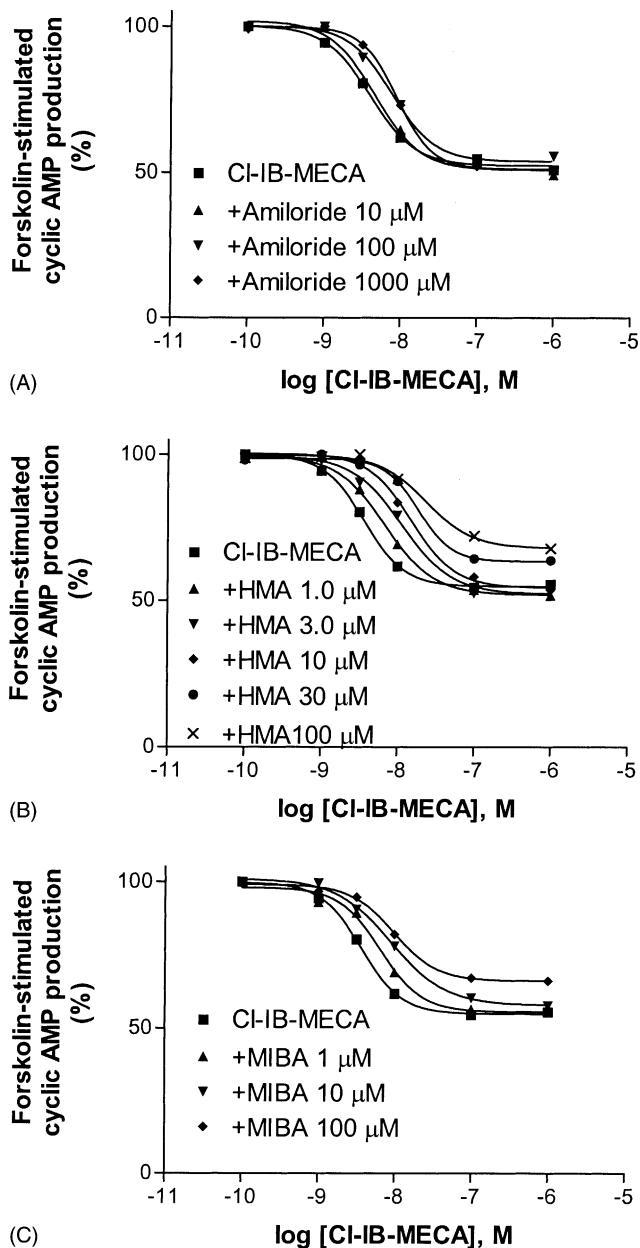 Forskolin-stimulated
cyclic AMP production
(%)
100
50
0
Cl-IB-MECA
+Amiloride 10 μM
+Amiloride 100 μM
+Amiloride 1000 μM
-11 -10 -9 -8 -7 -6 -5
(A)
log [Cl-IB-MECA], M
Forskolin-stimulated
cyclic AMP production
(%)
100
50
0
Cl-IB-MECA
+HMA 1.0 μM
+HMA 3.0 μM
+HMA 10 μM
+HMA 30 μM
+HMA100 μM
-11 -10 -9 -8 -7 -6 -5
(B)
log [Cl-IB-MECA], M
Forskolin-stimulated
cyclic AMP production
(%)
100
50
0
Cl-IB-MECA
+MIBA 1 μM
+MIBA 10 μM
+MIBA 100 μM
-11 -10 -9 -8 -7 -6 -5
(C)
log [Cl-IB-MECA], M